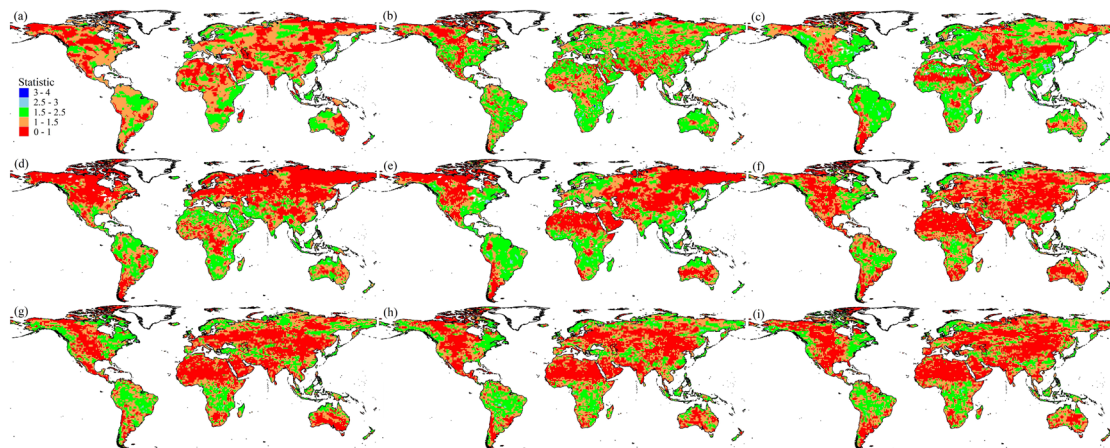 (a)
(b)
(c)
Statistic
3 - 4
2.5 - 3
1.5 - 2.5
1 - 1.5
0 - 1
(d)
(e)
(f)
(g)
(h)
(i)